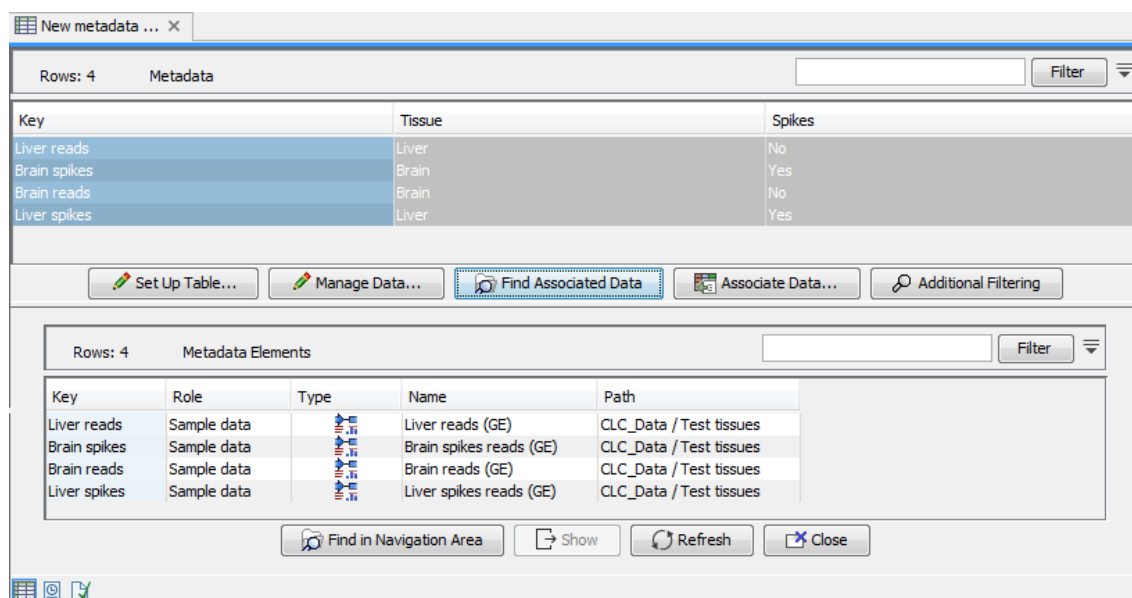 New metadata ...
Rows: 4 Metadata Filter
Key Tissue Spikes
Liver reads Liver No
Brain spikes Brain Yes
Brain reads Brain No
Liver spikes Liver Yes
Set Up Table... Manage Data... Find Associated Data Associate Data... Additional Filtering
Rows: 4 Metadata Elements Filter
Key Role Type Name Path
Liver reads Sample data Liver reads (GE) CLC_Data / Test tissues
Brain spikes Sample data Brain spikes reads (GE) CLC_Data / Test tissues
Brain reads Sample data Brain reads (GE) CLC_Data / Test tissues
Liver spikes Sample data Liver spikes reads (GE) CLC_Data / Test tissues
Find in Navigation Area Show Refresh Close